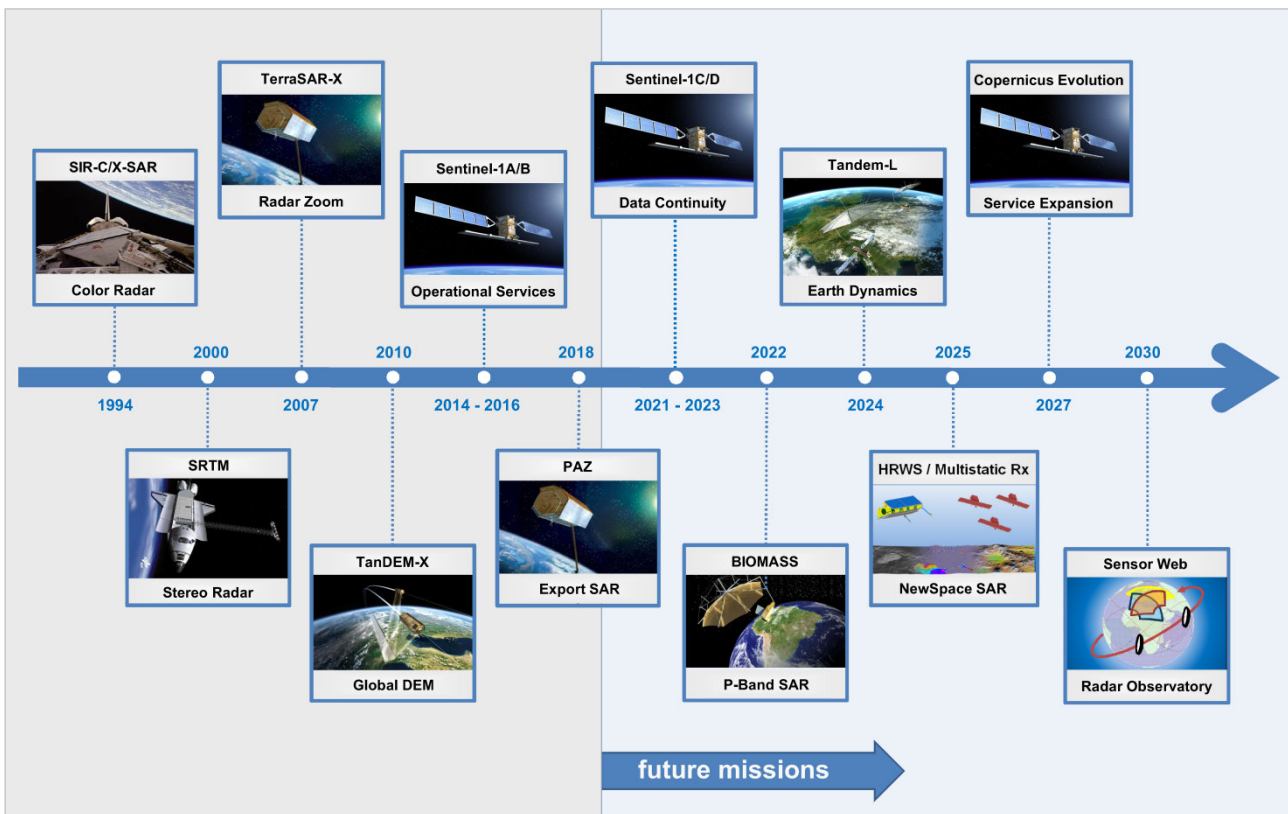 TerraSAR-X
Radar Zoom
Sentinel-1C/D
Data Continuity
Copernicus Evolution
Service Expansion
SIR-C/X-SAR
Color Radar
Sentinel-1A/B
Operational Services
Tandem-L
Earth Dynamics
2000
2010
2018
2022
2025
2030
1994
2007
2014 - 2016
2021 - 2023
2024
2027
SRTM
Stereo Radar
PAZ
Export SAR
HRWS / Multistatic Rx
NewSpace SAR
TanDEM-X
Global DEM
BIOMASS
P-Band SAR
Sensor Web
Radar Observatory
future missions